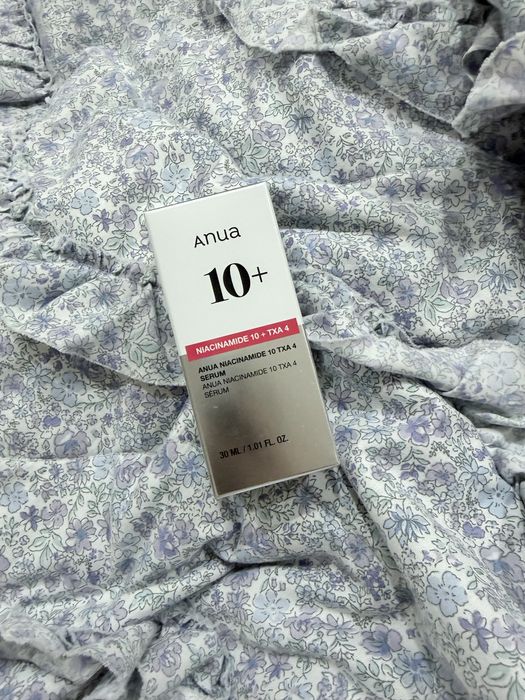 Anua
10+
NIACINAMIDE 10 + TXA 4
ANUA NIACINAMIDE 10 TXA 4
SERUM
ANUA NIACINAMIDE 10 TXA 4
SÉRUM
30 ML / 1.01 FL. OZ.